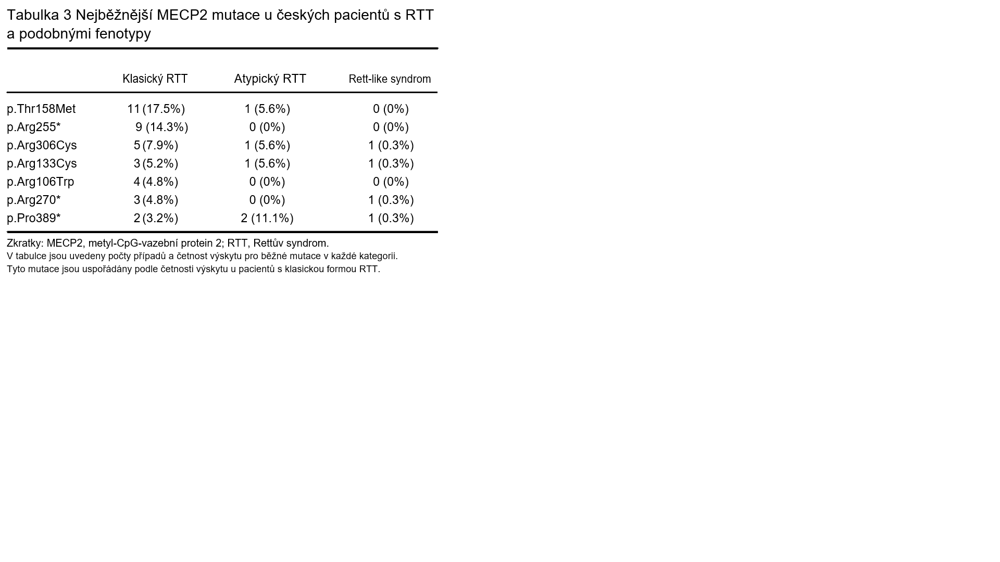 Tabulka 3 Nejběžnější MECP2 mutace u českých pacientů s RTT
a podobnými fenotypy
Klasický RTT Atypický RTT Rett-like syndrom
p.Thr158Met 11 (17.5%) 1 (5.6%) 0 (0%)
p.Arg255* 9 (14.3%) 0 (0%) 0 (0%)
p.Arg306Cys 5 (7.9%) 1 (5.6%) 1 (0.3%)
p.Arg133Cys 3 (5.2%) 1 (5.6%) 1 (0.3%)
p.Arg106Trp 4 (4.8%) 0 (0%) 0 (0%)
p.Arg270* 3 (4.8%) 0 (0%) 1 (0.3%)
p.Pro389* 2 (3.2%) 2 (11.1%) 1 (0.3%)
Zkratky: MECP2, metyl-CpG-vazební protein 2; RTT, Rettův syndrom.
V tabulce jsou uvedeny počty případů a četnost výskytu pro běžné mutace v každé kategorii.
Tyto mutace jsou uspořádány podle četnosti výskytu u pacientů s klasickou formou RTT.